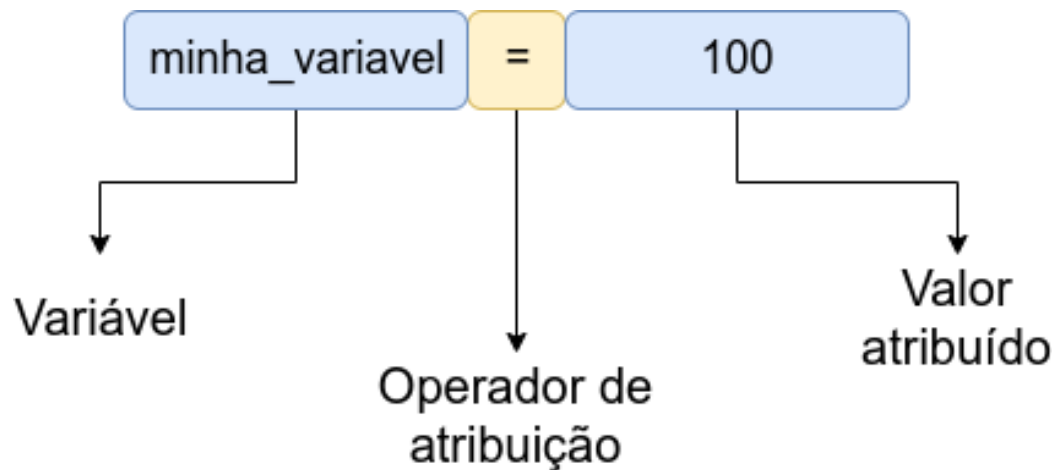 minha_variavel = 100
Variável
Operador de
atribuição
Valor
atribuído